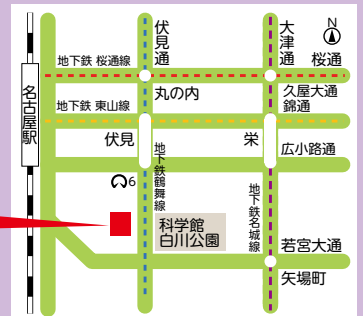 伏見通
大津通
N
地下鉄 桜通線
桜通
丸の内
久屋大通
錦通
名古屋駅
地下鉄 東山線
伏見
栄
広小路通
地下鉄鶴舞線
6
地下鉄名城線
科学館
白川公園
若宮大通
矢場町